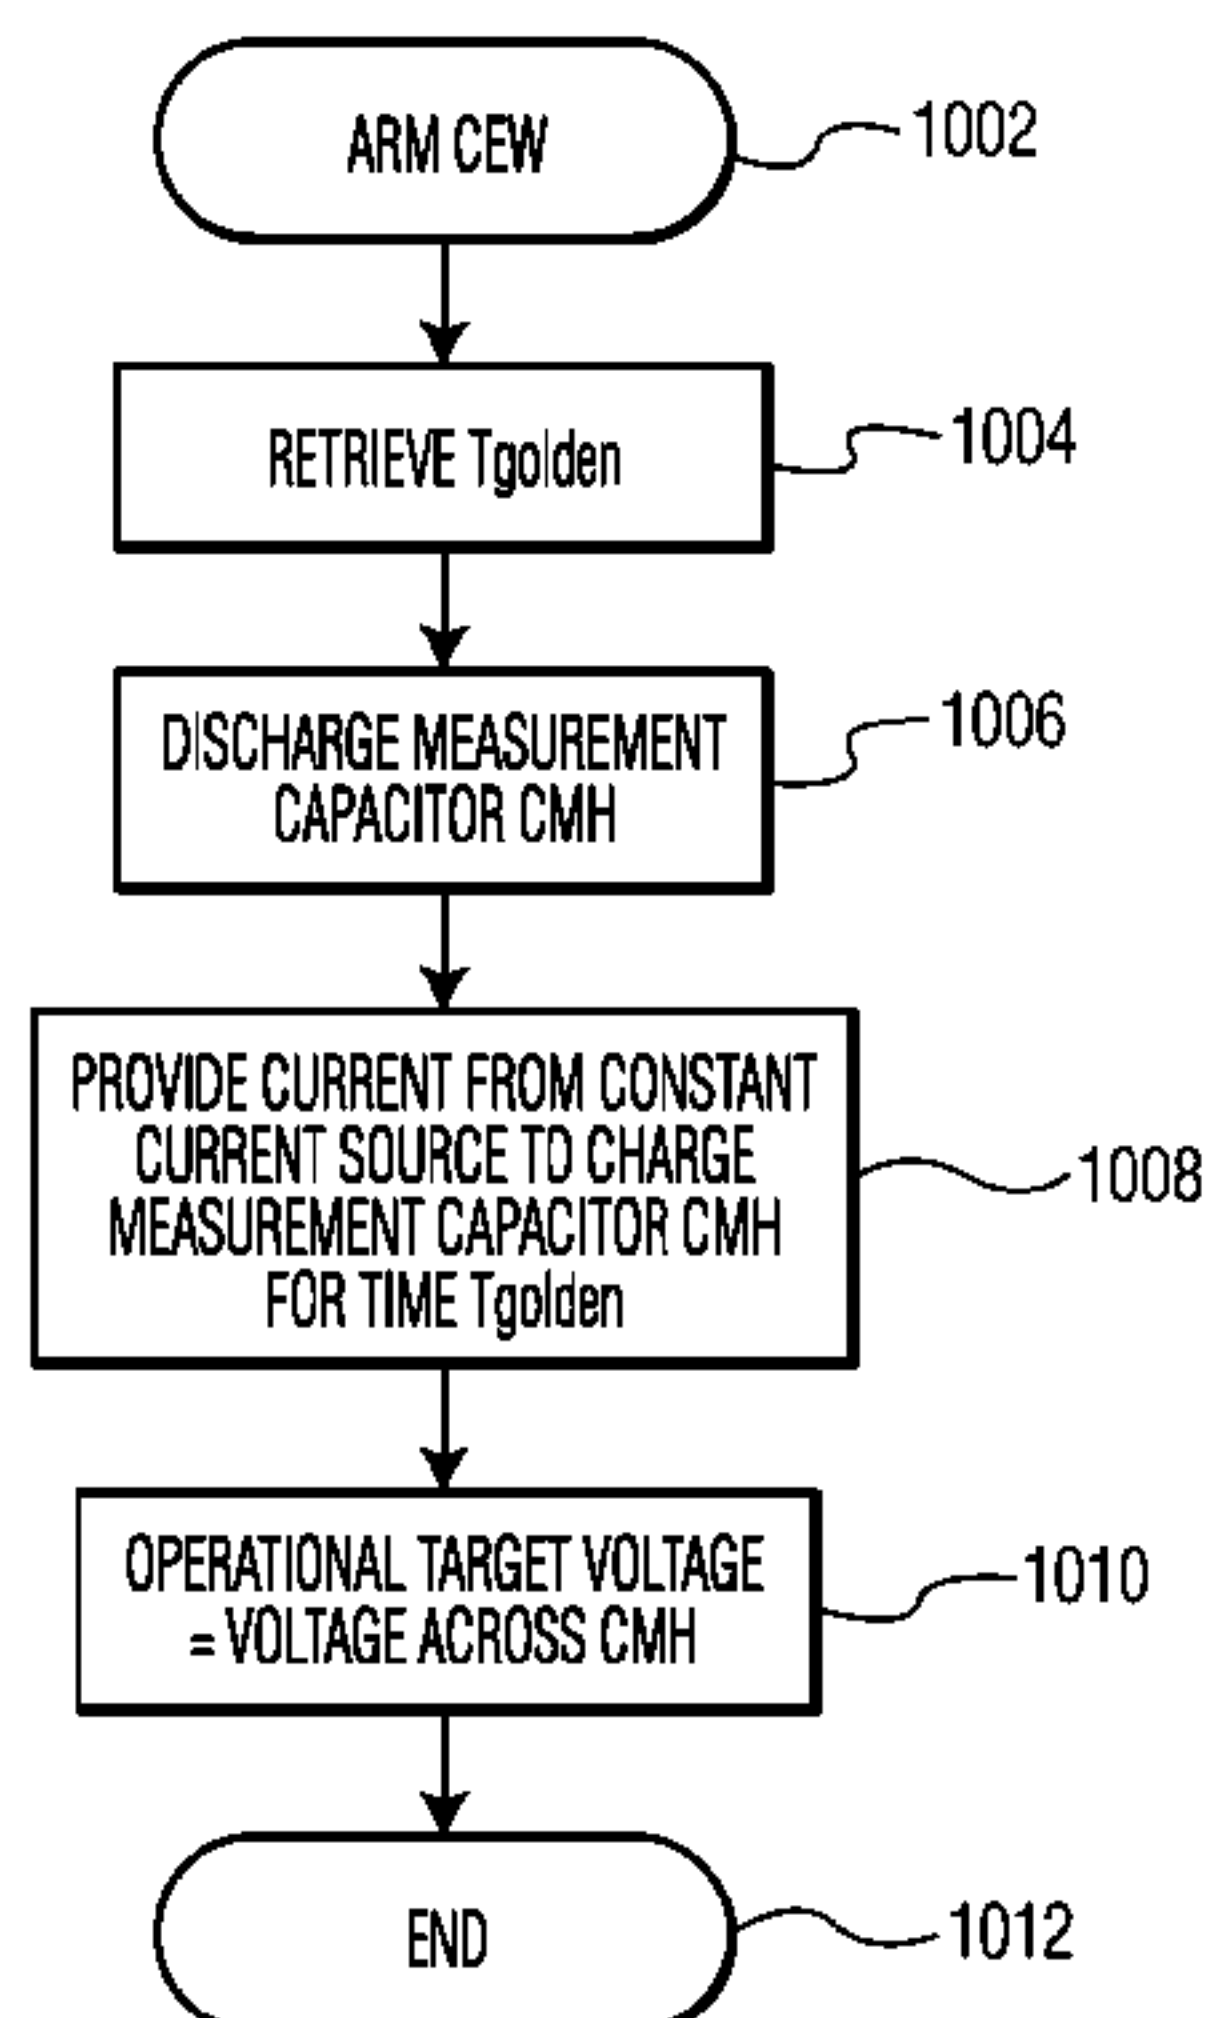 ARM CEW
1002
RETRIEVE Tgolden
1004
DISCHARGE MEASUREMENT
CAPACITOR CMH
1006
PROVIDE CURRENT FROM CONSTANT
CURRENT SOURCE TO CHARGE
MEASUREMENT CAPACITOR CMH
FOR TIME Tgolden
1008
OPERATIONAL TARGET VOLTAGE
= VOLTAGE ACROSS CMH
1010
END
1012